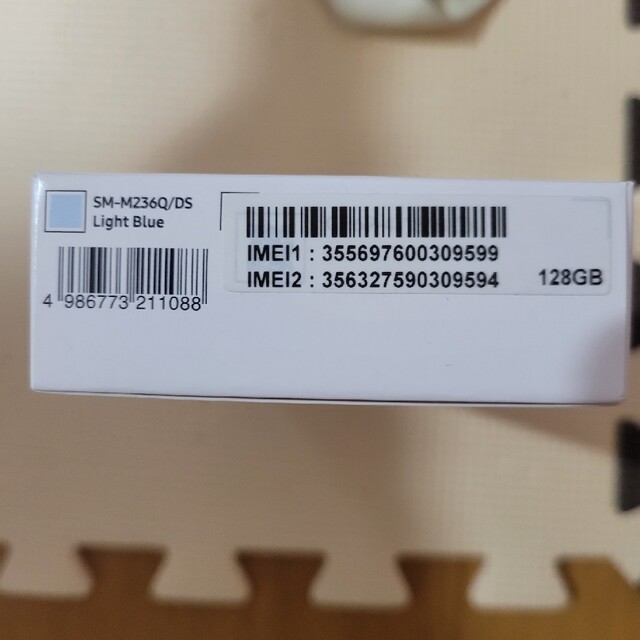 SM-M236Q/DS
Light Blue
4 986773 211088
IMEI1 : 355697600309599
IMEI2 : 356327590309594
128GB